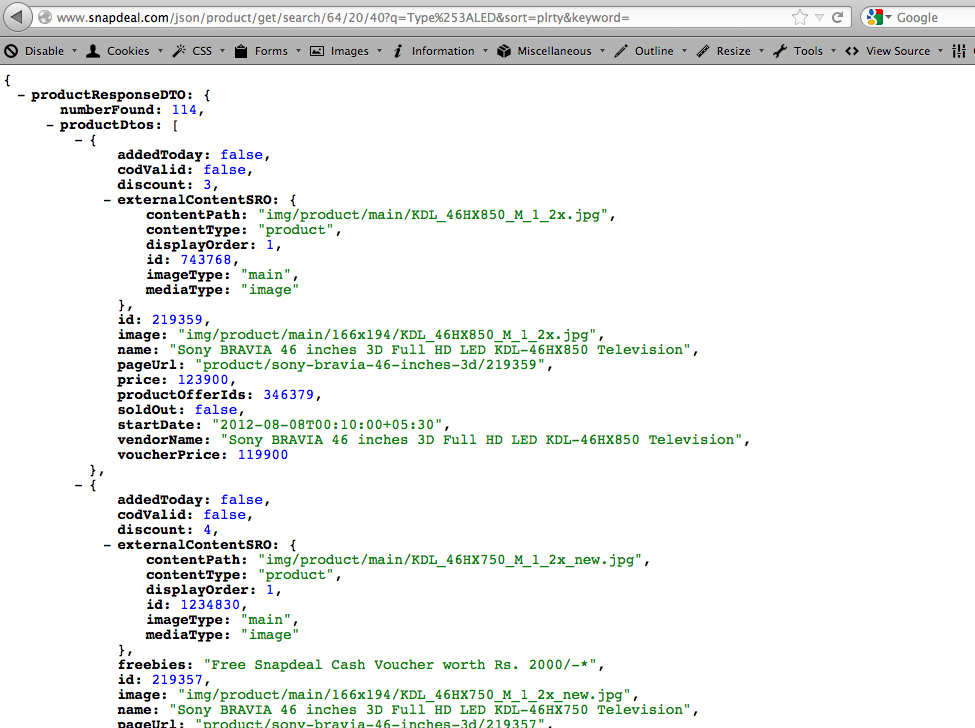 www.snapdeal.com/json/product/get/search/64/20/40?q=Type%253ALED&sort=plrty&keyword=
Google
Disable Cookies CSS Forms Images Information Miscellaneous Outline Resize Tools View Source
{
– productResponseDTO: {
numberFound: 114,
– productDtos: [
– {
addedToday: false,
codValid: false,
discount: 3,
– externalContentSRO: {
contentPath: "img/product/main/KDL_46HX850_M_1_2x.jpg",
contentType: "product",
displayOrder: 1,
id: 743768,
imageType: "main",
mediaType: "image"
},
id: 219359,
image: "img/product/main/166x194/KDL_46HX850_M_1_2x.jpg",
name: "Sony BRAVIA 46 inches 3D Full HD LED KDL-46HX850 Television",
pageUrl: "product/sony-bravia-46-inches-3d/219359",
price: 123900,
productOfferIds: 346379,
soldOut: false,
startDate: "2012-08-08T00:10:00+05:30",
vendorName: "Sony BRAVIA 46 inches 3D Full HD LED KDL-46HX850 Television",
voucherPrice: 119900
},
– {
addedToday: false,
codValid: false,
discount: 4,
– externalContentSRO: {
contentPath: "img/product/main/KDL_46HX750_M_1_2x_new.jpg",
contentType: "product",
displayOrder: 1,
id: 1234830,
imageType: "main",
mediaType: "image"
},
freebies: "Free Snapdeal Cash Voucher worth Rs. 2000/-*",
id: 219357,
image: "img/product/main/166x194/KDL_46HX750_M_1_2x_new.jpg",
name: "Sony BRAVIA 46 inches 3D Full HD LED KDL-46HX750 Television",
pageUrl: "product/sony-bravia-46-inches-3d/219357",